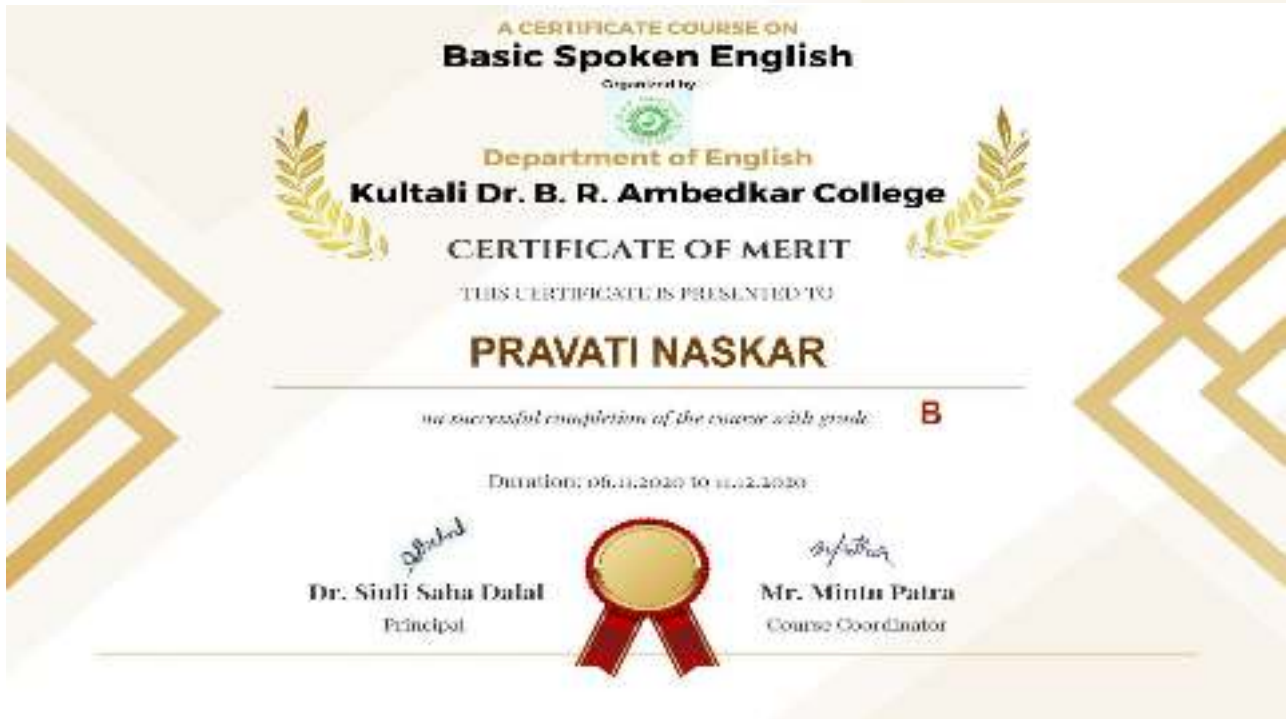 A CERTIFICATE COURSE ON
Basic Spoken English
Organized by
Department of English
Kultali Dr. B. R. Ambedkar College
CERTIFICATE OF MERIT
THIS CERTIFICATE IS PRESENTED TO
PRAVATI NASKAR
on successful completion of the course with grade B
Duration: 06.11.2020 to 11.12.2020
Dr. Siuli Saha Dalal Mr. Mintu Patra
Principal Course Coordinator